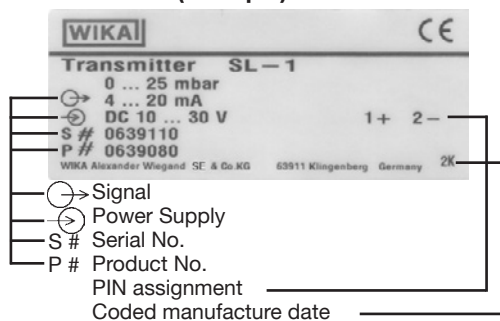 WIKA
CE
Transmitter SL-1
0 ... 25 mbar
4 ... 20 mA
DC 10 ... 30 V 1+ 2-
S # 0639110
P # 0639080
WIKA Alexander Wiegand SE & Co.KG 63911 Klingenberg Germany 2K
Signal
Power Supply
S # Serial No.
P # Product No.
PIN assignment
Coded manufacture date